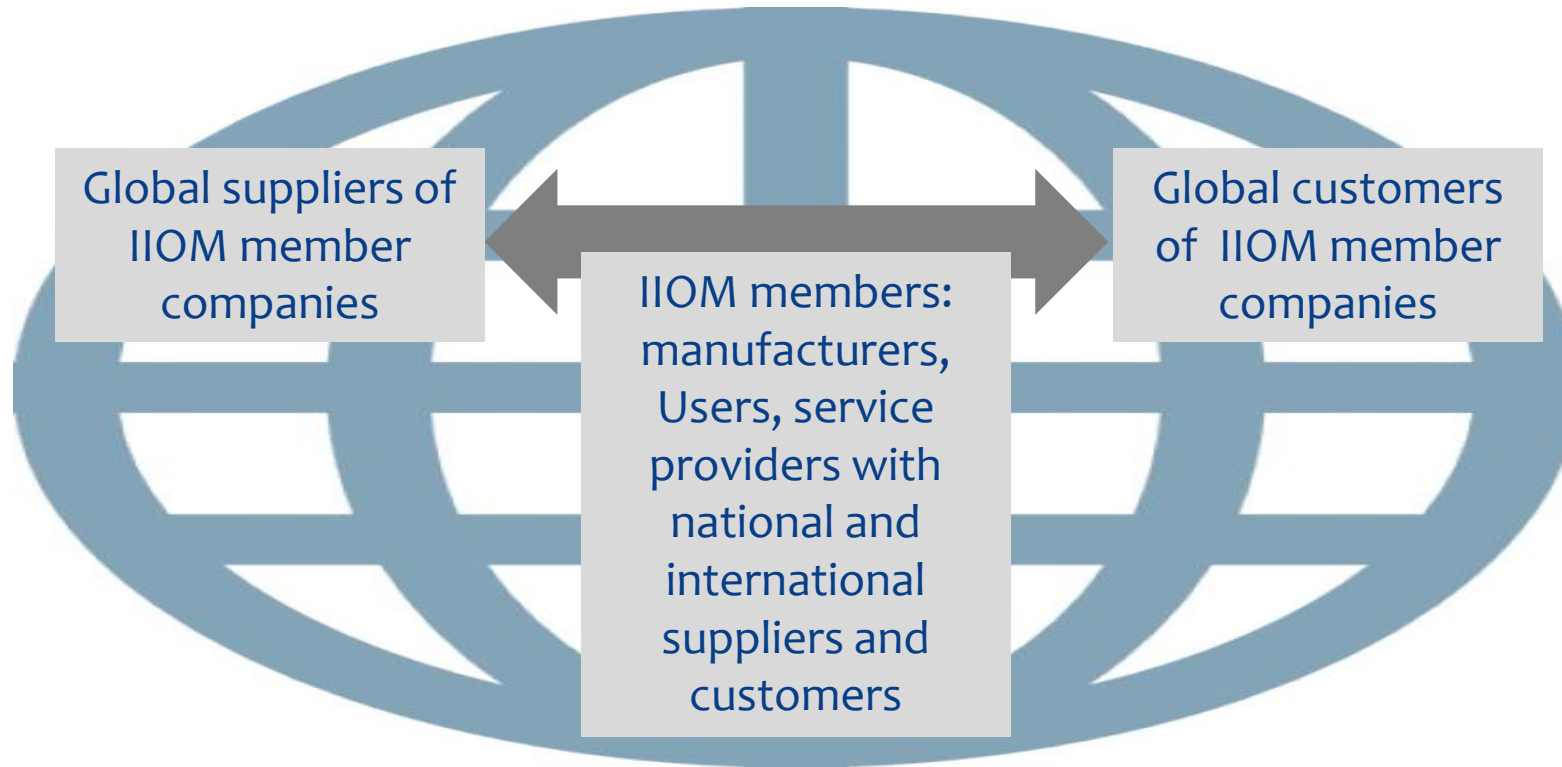 Global suppliers of
IIOM member
companies
IIOM members:
manufacturers,
Users, service
providers with
national and
international
suppliers and
customers
Global customers
of  IIOM member
companies